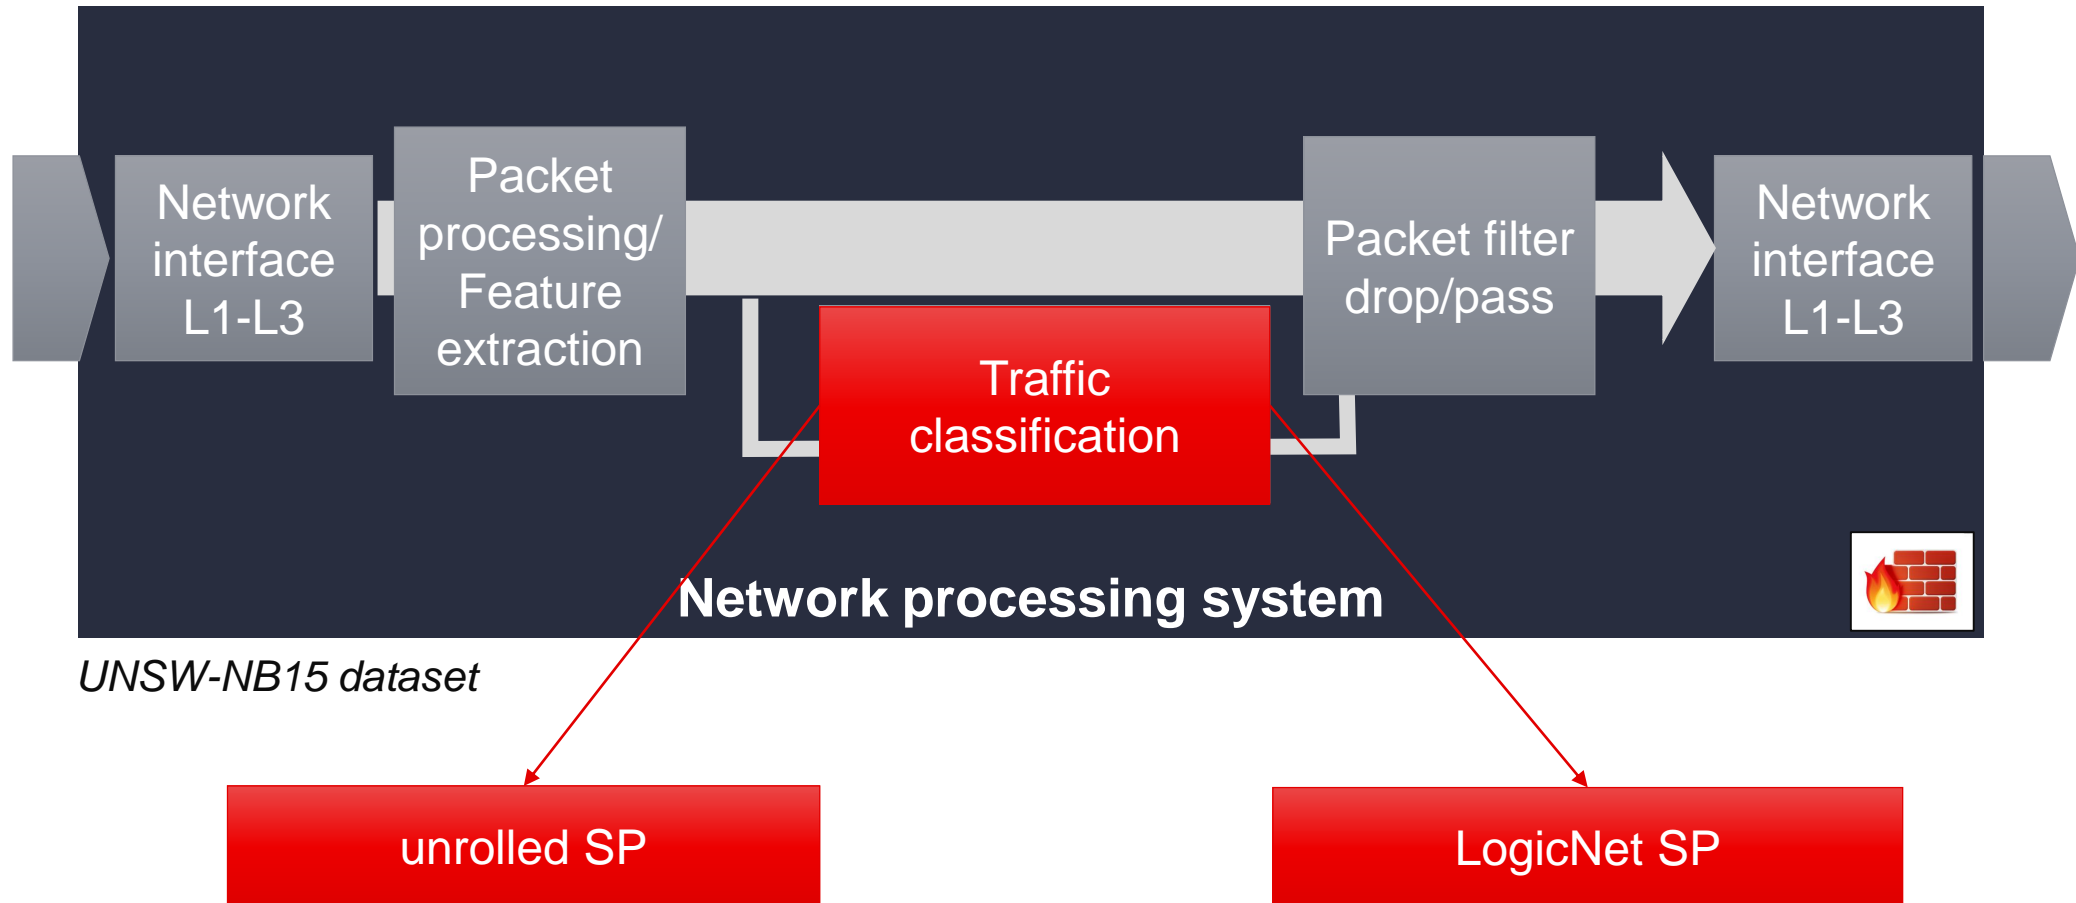 Network
interface
L1-L3
Packet
processing/
Feature
extraction
Traffic
classification
Packet filter
drop/pass
Network
interface
L1-L3
Network processing system
UNSW-NB15 dataset
unrolled SP
LogicNet SP